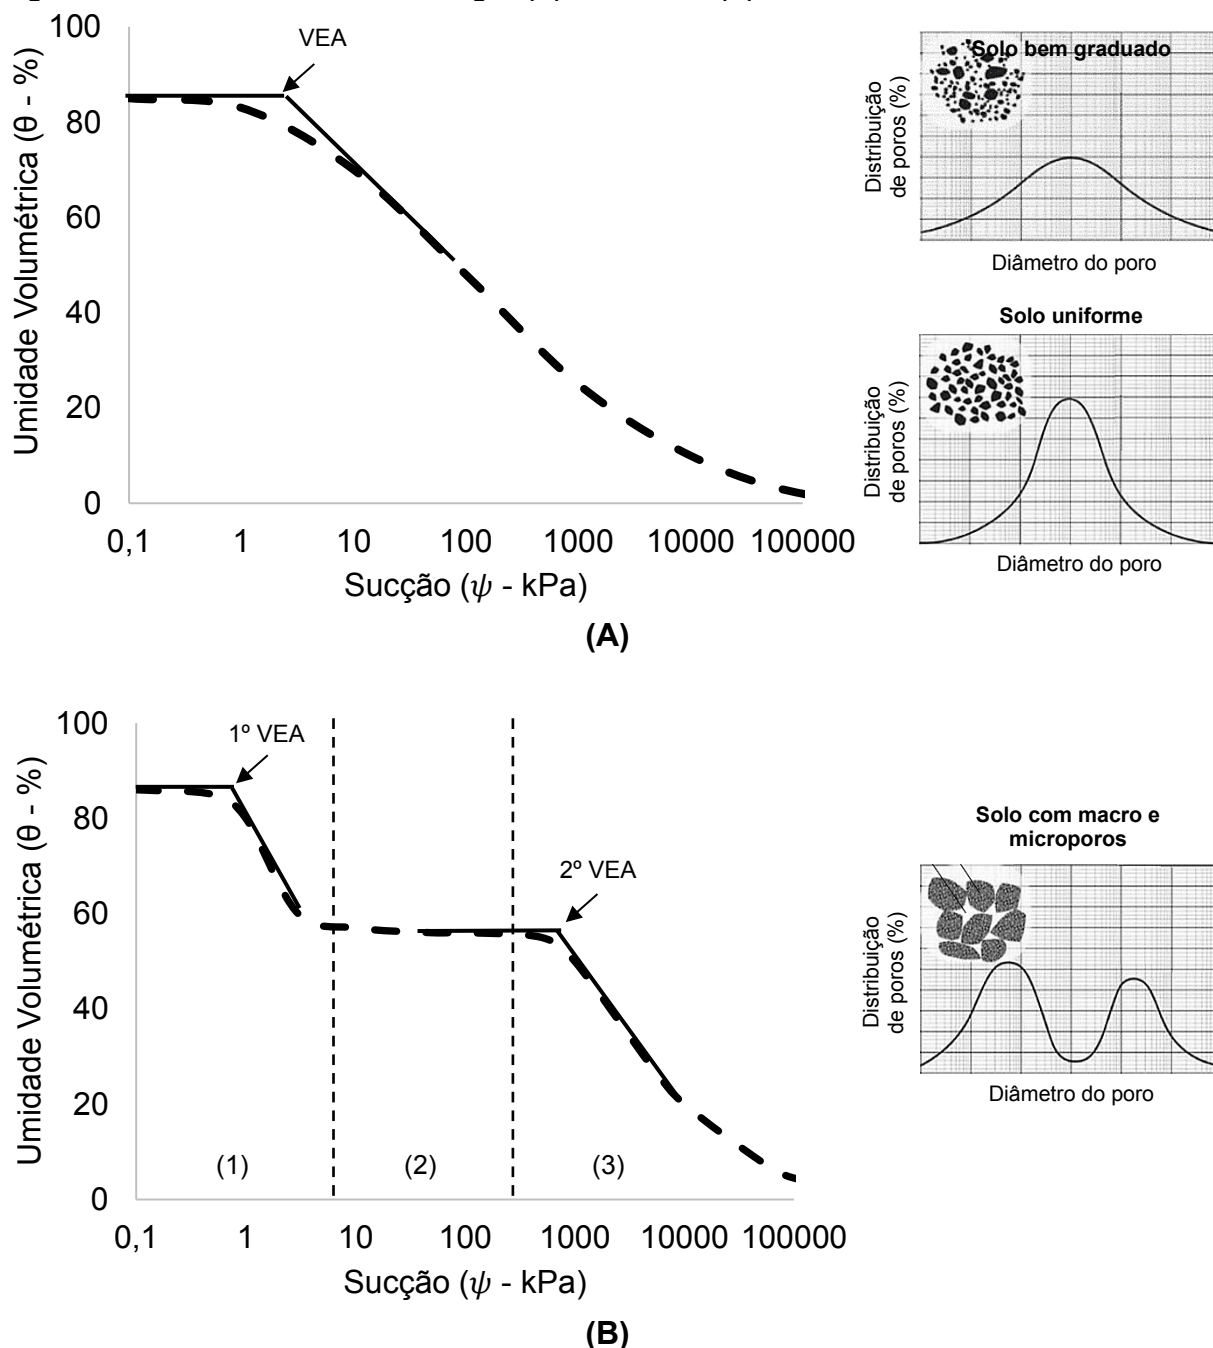 100
80
60
40
20
0
Umidade Volumétrica (θ - %)
VEA
0,1 1 10 100 1000 10000 100000
Sucção (ψ - kPa)
Solo bem graduado
Distribuição
de poros (%)
Diâmetro do poro
Solo uniforme
Distribuição
de poros (%)
Diâmetro do poro
(A)
100
80
60
40
20
0
Umidade Volumétrica (θ - %)
1º VEA
2º VEA
(1) (2) (3)
0,1 1 10 100 1000 10000 100000
Sucção (ψ - kPa)
Solo com macro e
microporos
Distribuição
de poros (%)
Diâmetro do poro
(B)